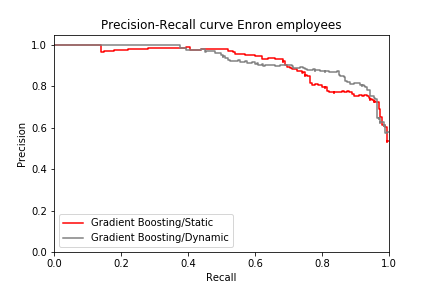 Precision-Recall curve Enron employees
1.0
0.8
0.6
0.4
0.2
0.0
Precision
Gradient Boosting/Static
Gradient Boosting/Dynamic
0.0 0.2 0.4 0.6 0.8 1.0
Recall